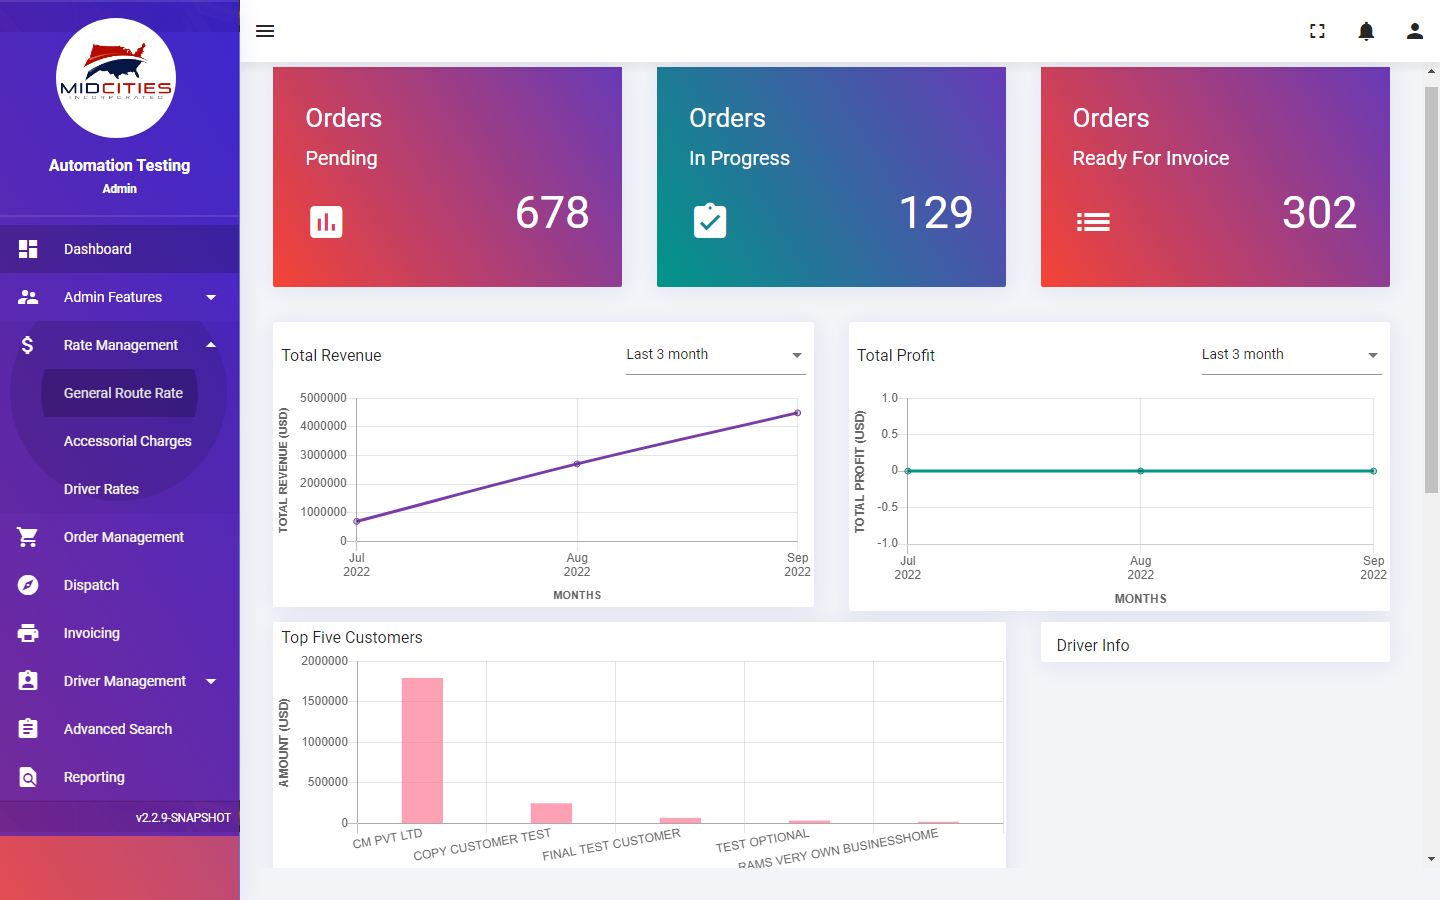 MIDCITIES
INCORPORATED
Automation Testing
Admin
Dashboard
Admin Features
Rate Management
General Route Rate
Accessorial Charges
Driver Rates
Order Management
Dispatch
Invoicing
Driver Management
Advanced Search
Reporting
v2.2.9-SNAPSHOT
Orders
Pending
678
Orders
In Progress
129
Orders
Ready For Invoice
302
Total Revenue
Last 3 month
TOTAL REVENUE (USD)
5000000
4000000
3000000
2000000
1000000
0
Jul
2022
Aug
2022
Sep
2022
MONTHS
Total Profit
Last 3 month
TOTAL PROFIT (USD)
1.0
0.5
0
-0.5
-1.0
Jul
2022
Aug
2022
Sep
2022
MONTHS
Top Five Customers
AMOUNT (USD)
2000000
1500000
1000000
500000
0
CM PVT LTD
COPY CUSTOMER TEST
FINAL TEST CUSTOMER
TEST OPTIONAL
RAMS VERY OWN BUSINESSHOME
Driver Info